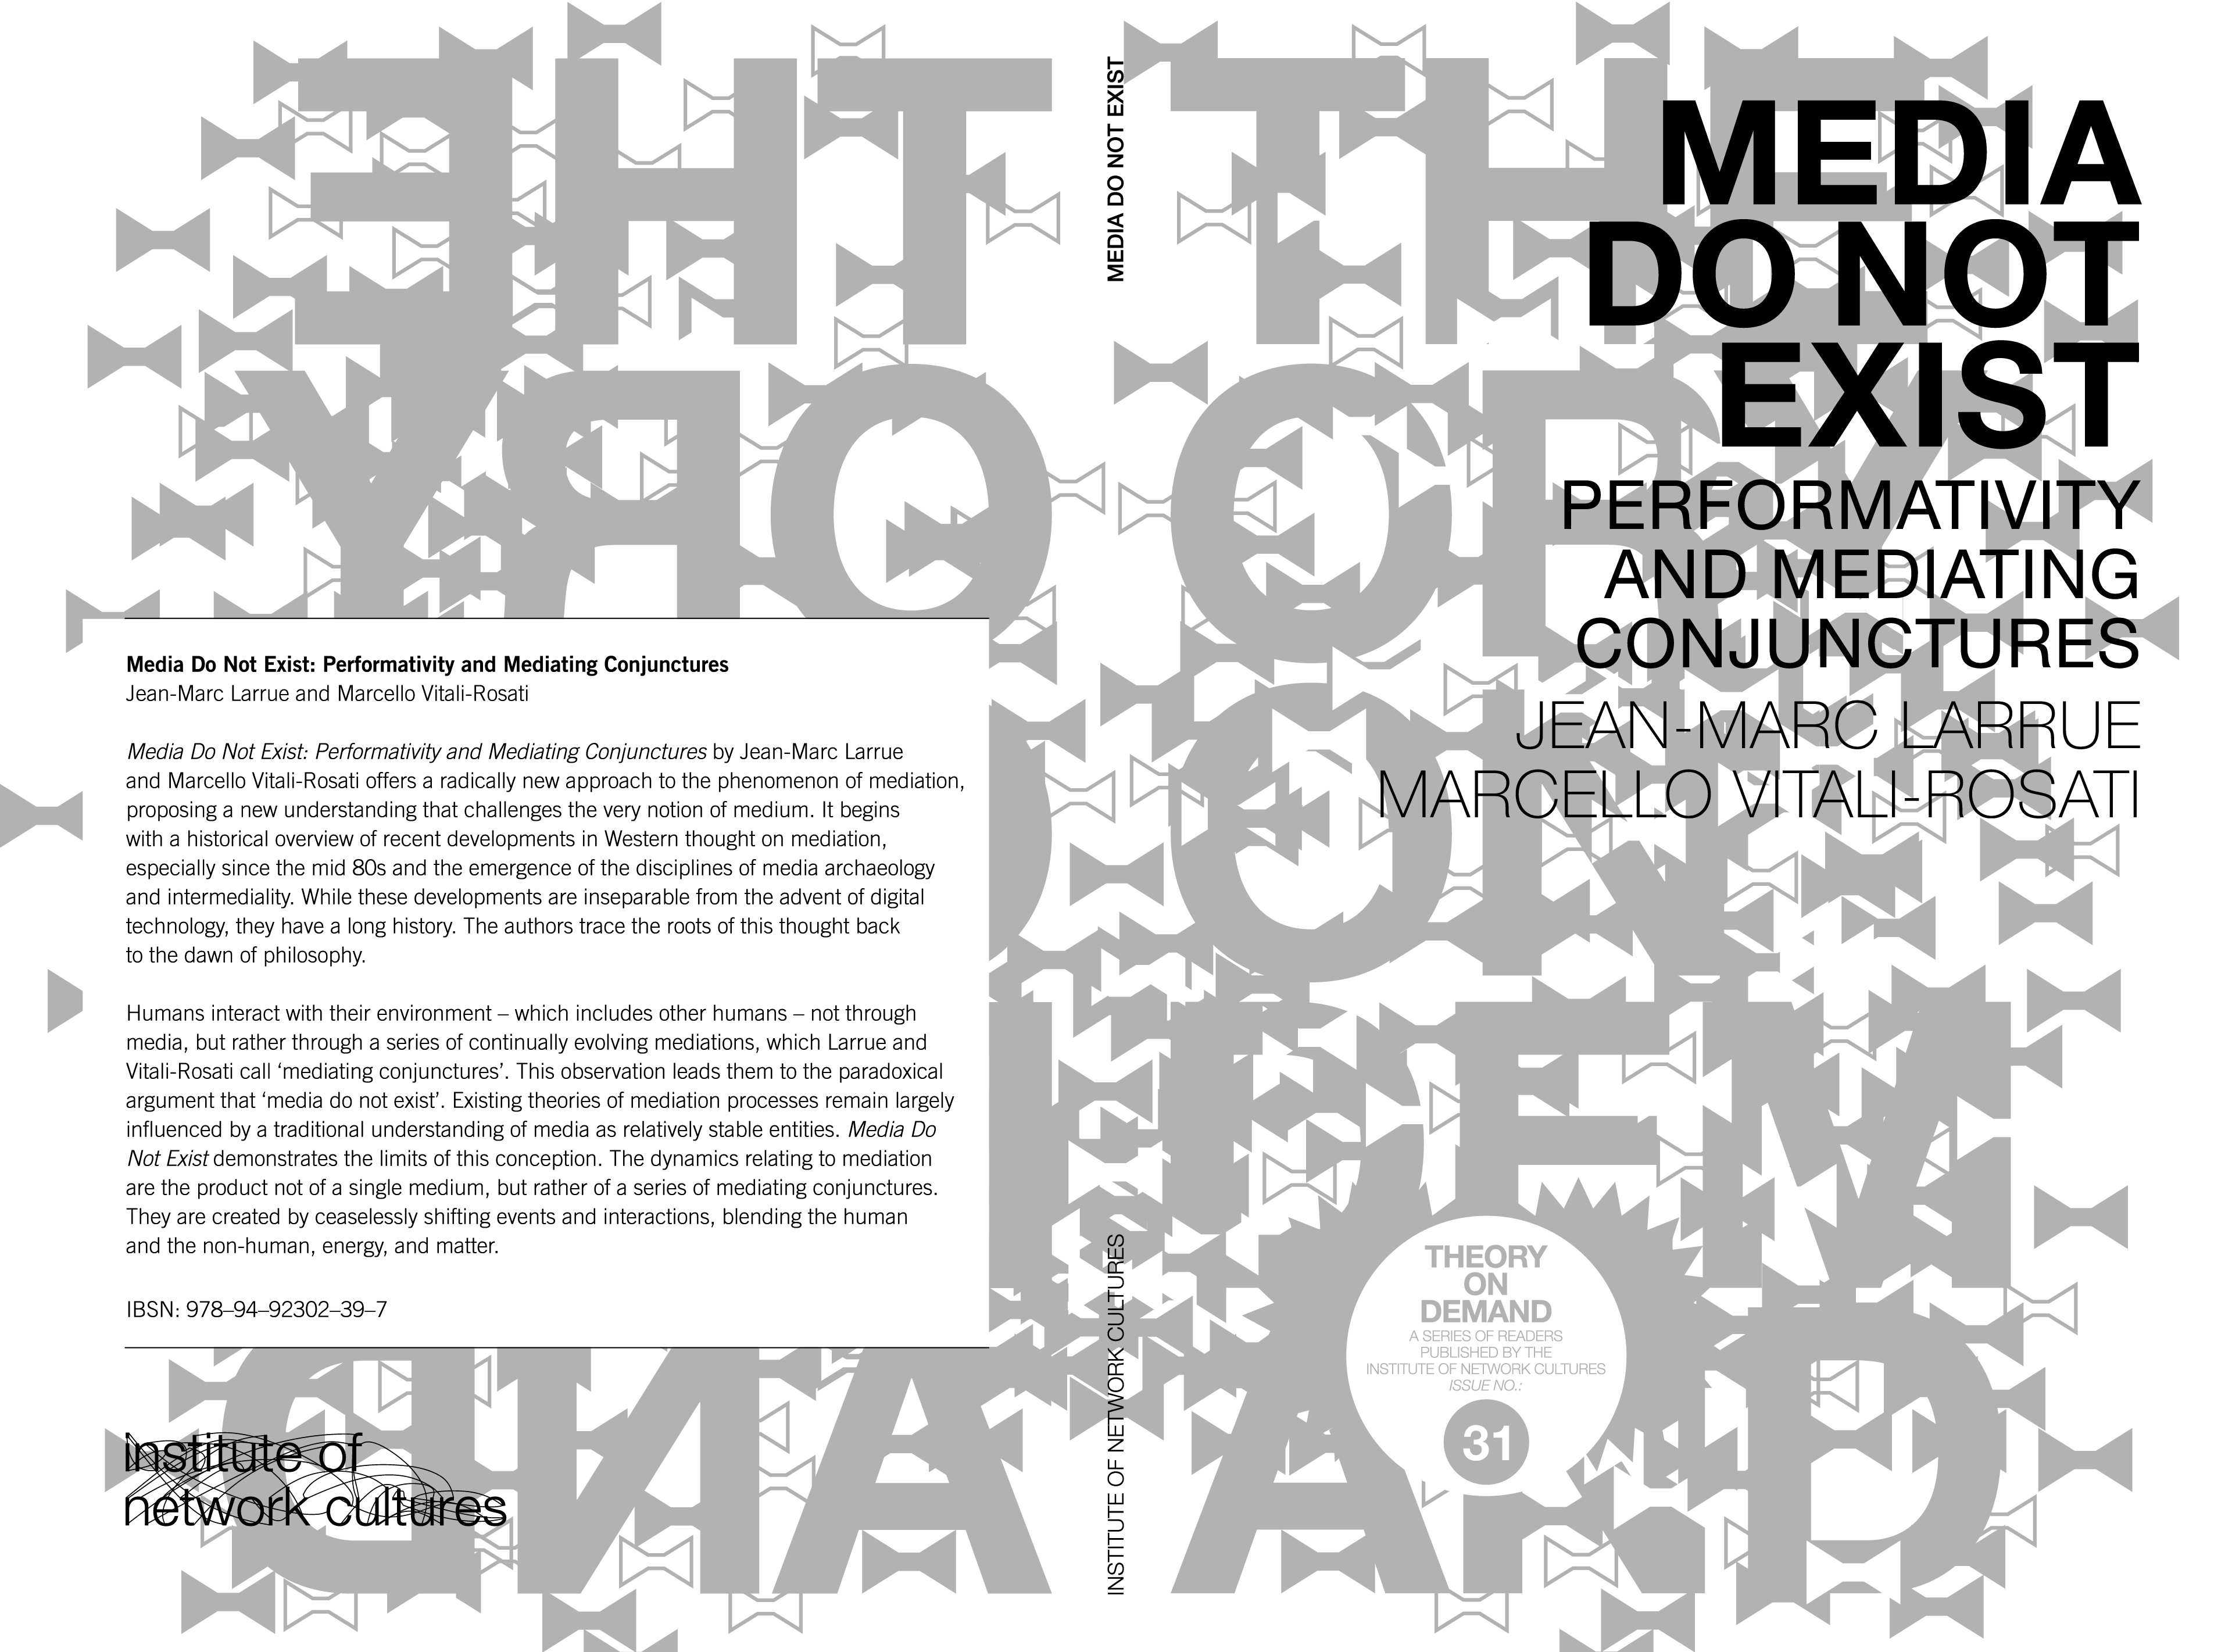 Media Do Not Exist: Performativity and Mediating Conjunctures
Jean-Marc Larrue and Marcello Vitali-Rosati
Media Do Not Exist: Performativity and Mediating Conjunctures by Jean-Marc Larrue
and Marcello Vitali-Rosati offers a radically new approach to the phenomenon of mediation,
proposing a new understanding that challenges the very notion of medium. It begins
with a historical overview of recent developments in Western thought on mediation,
especially since the mid 80s and the emergence of the disciplines of media archaeology
and intermediality. While these developments are inseparable from the advent of digital
technology, they have a long history. The authors trace the roots of this thought back
to the dawn of philosophy.
Humans interact with their environment – which includes other humans – not through
media, but rather through a series of continually evolving mediations, which Larrue and
Vitali-Rosati call ‘mediating conjunctures’. This observation leads them to the paradoxical
argument that ‘media do not exist’. Existing theories of mediation processes remain largely
influenced by a traditional understanding of media as relatively stable entities. Media Do
Not Exist demonstrates the limits of this conception. The dynamics relating to mediation
are the product not of a single medium, but rather of a series of mediating conjunctures.
They are created by ceaselessly shifting events and interactions, blending the human
and the non-human, energy, and matter.
IBSN: 978–94–92302–39–7
institute of
network cultures
MEDIA DO NOT EXIST
INSTITUTE OF NETWORK CULTURES
MEDIA
DO NOT
EXIST
PERFORMATIVITY
AND MEDIATING
CONJUNCTURES
JEAN-MARC LARRUE
MARCELLO VITALI-ROSATI
THEORY
ON
DEMAND
A SERIES OF READERS
PUBLISHED BY THE
INSTITUTE OF NETWORK CULTURES
ISSUE NO.:
31